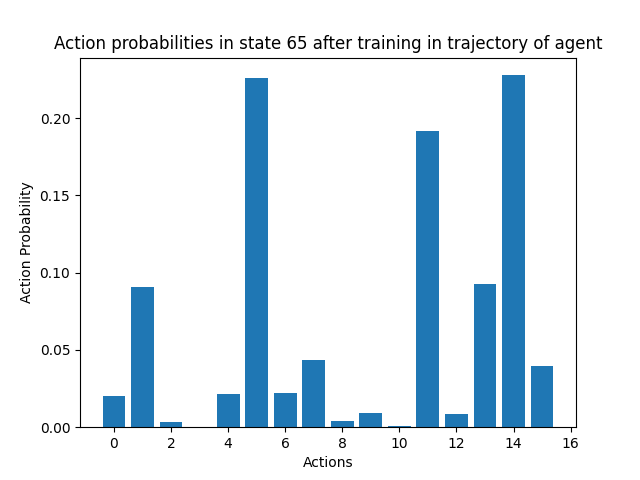 Action probabilities in state 65 after training in trajectory of agent
0.20
0.15
0.10
0.05
0.00
Action Probability
0 2 4 6 8 10 12 14 16
Actions